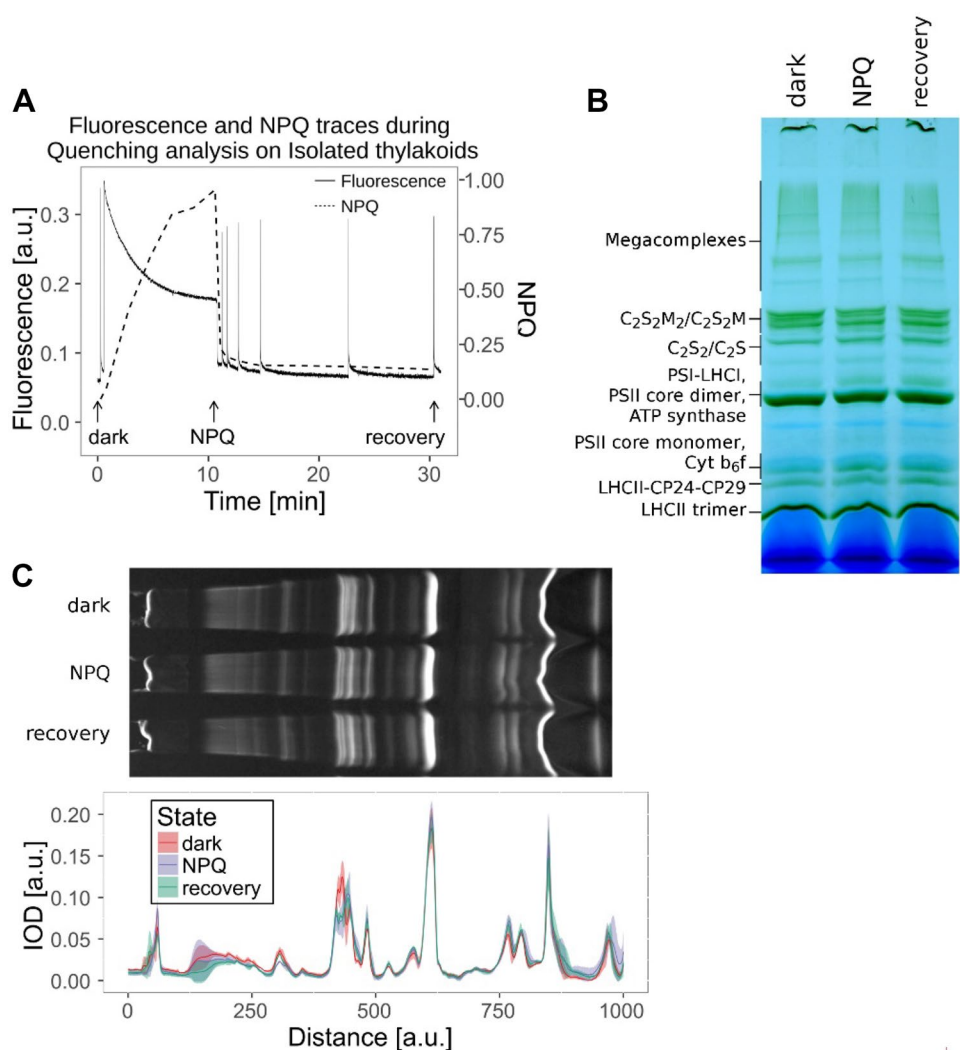 A
Fluorescence and NPQ traces during
Quenching analysis on Isolated thylakoids
Fluorescence
NPQ
Fluorescence [a.u.]
0.3
0.2
0.1
0.0
1.00
0.75
0.50
0.25
0.00
NPQ
dark
NPQ
recovery
0
10
20
30
Time [min]
B
dark
NPQ
recovery
Megacomplexes
C₂S₂M₂/C₂S₂M
C₂S₂/C₂S
PSI-LHCI,
PSII core dimer,
ATP synthase
PSII core monomer,
Cyt b₆f
LHCII-CP24-CP29
LHCII trimer
C
dark
NPQ
recovery
State
dark
NPQ
recovery
IOD [a.u.]
0.20
0.15
0.10
0.05
0.00
0
250
500
750
1000
Distance [a.u.]